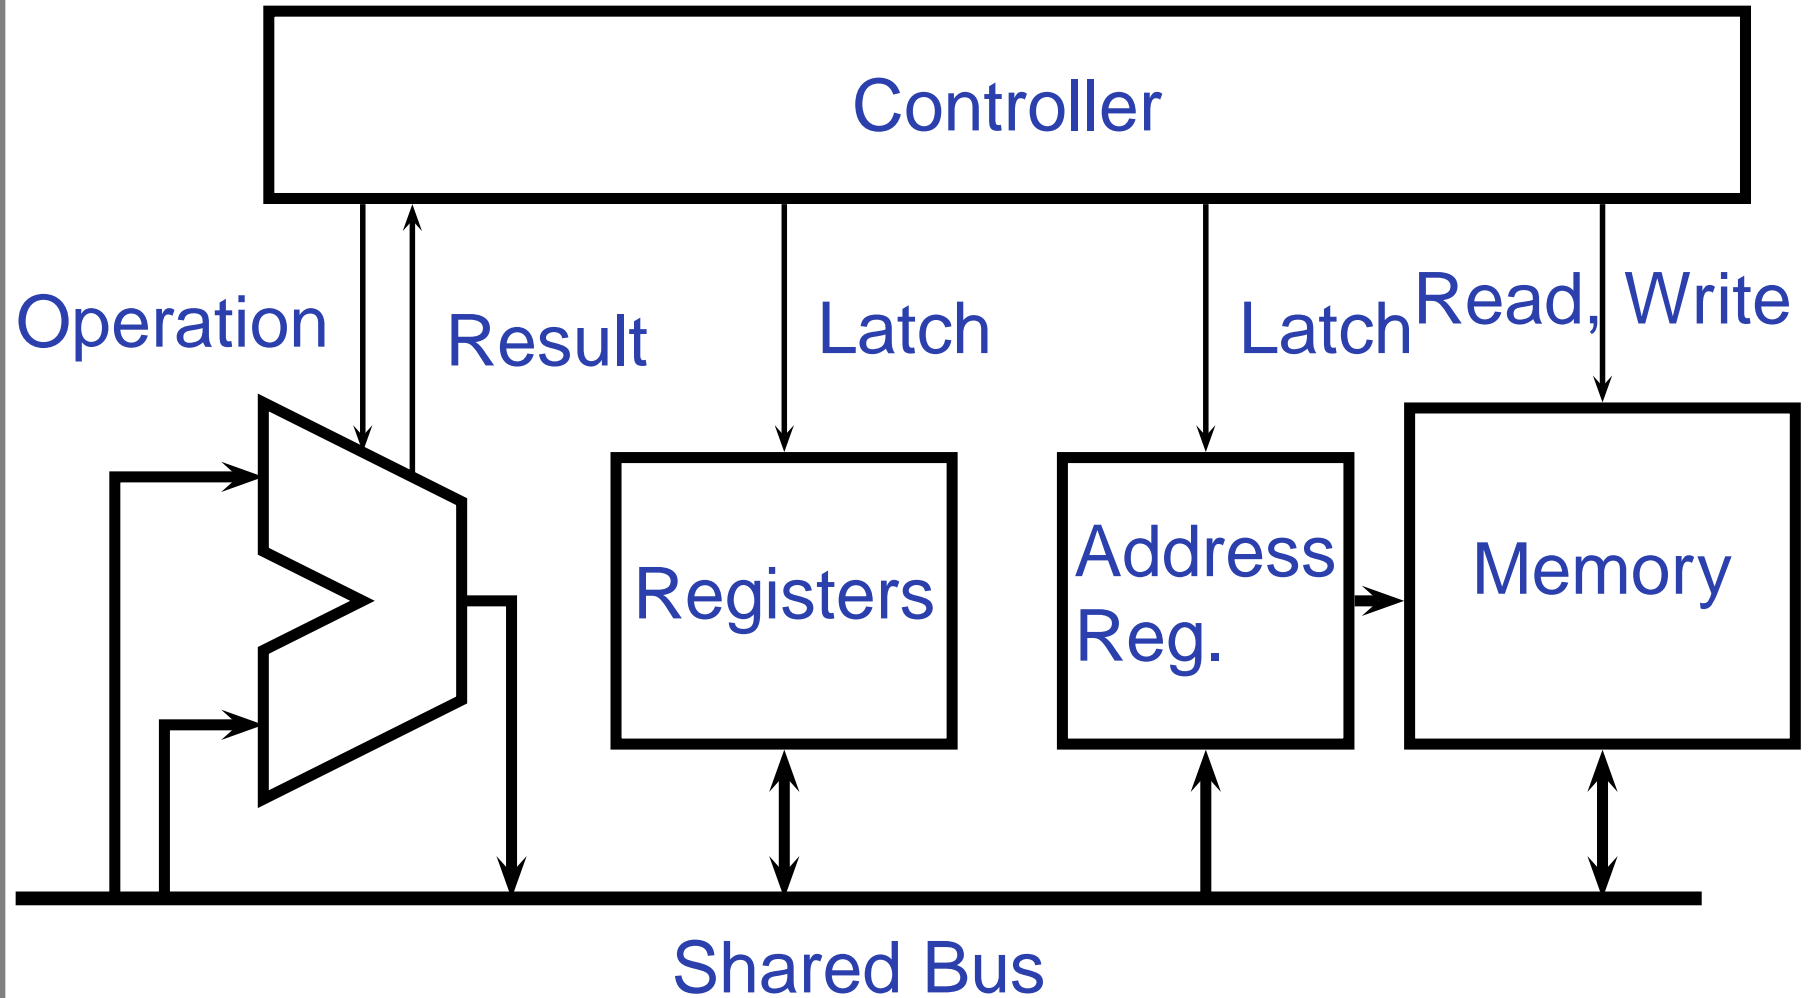 Controller
Operation
Result
Latch
Latch
Read, Write
Registers
Address
Reg.
Memory
Shared Bus